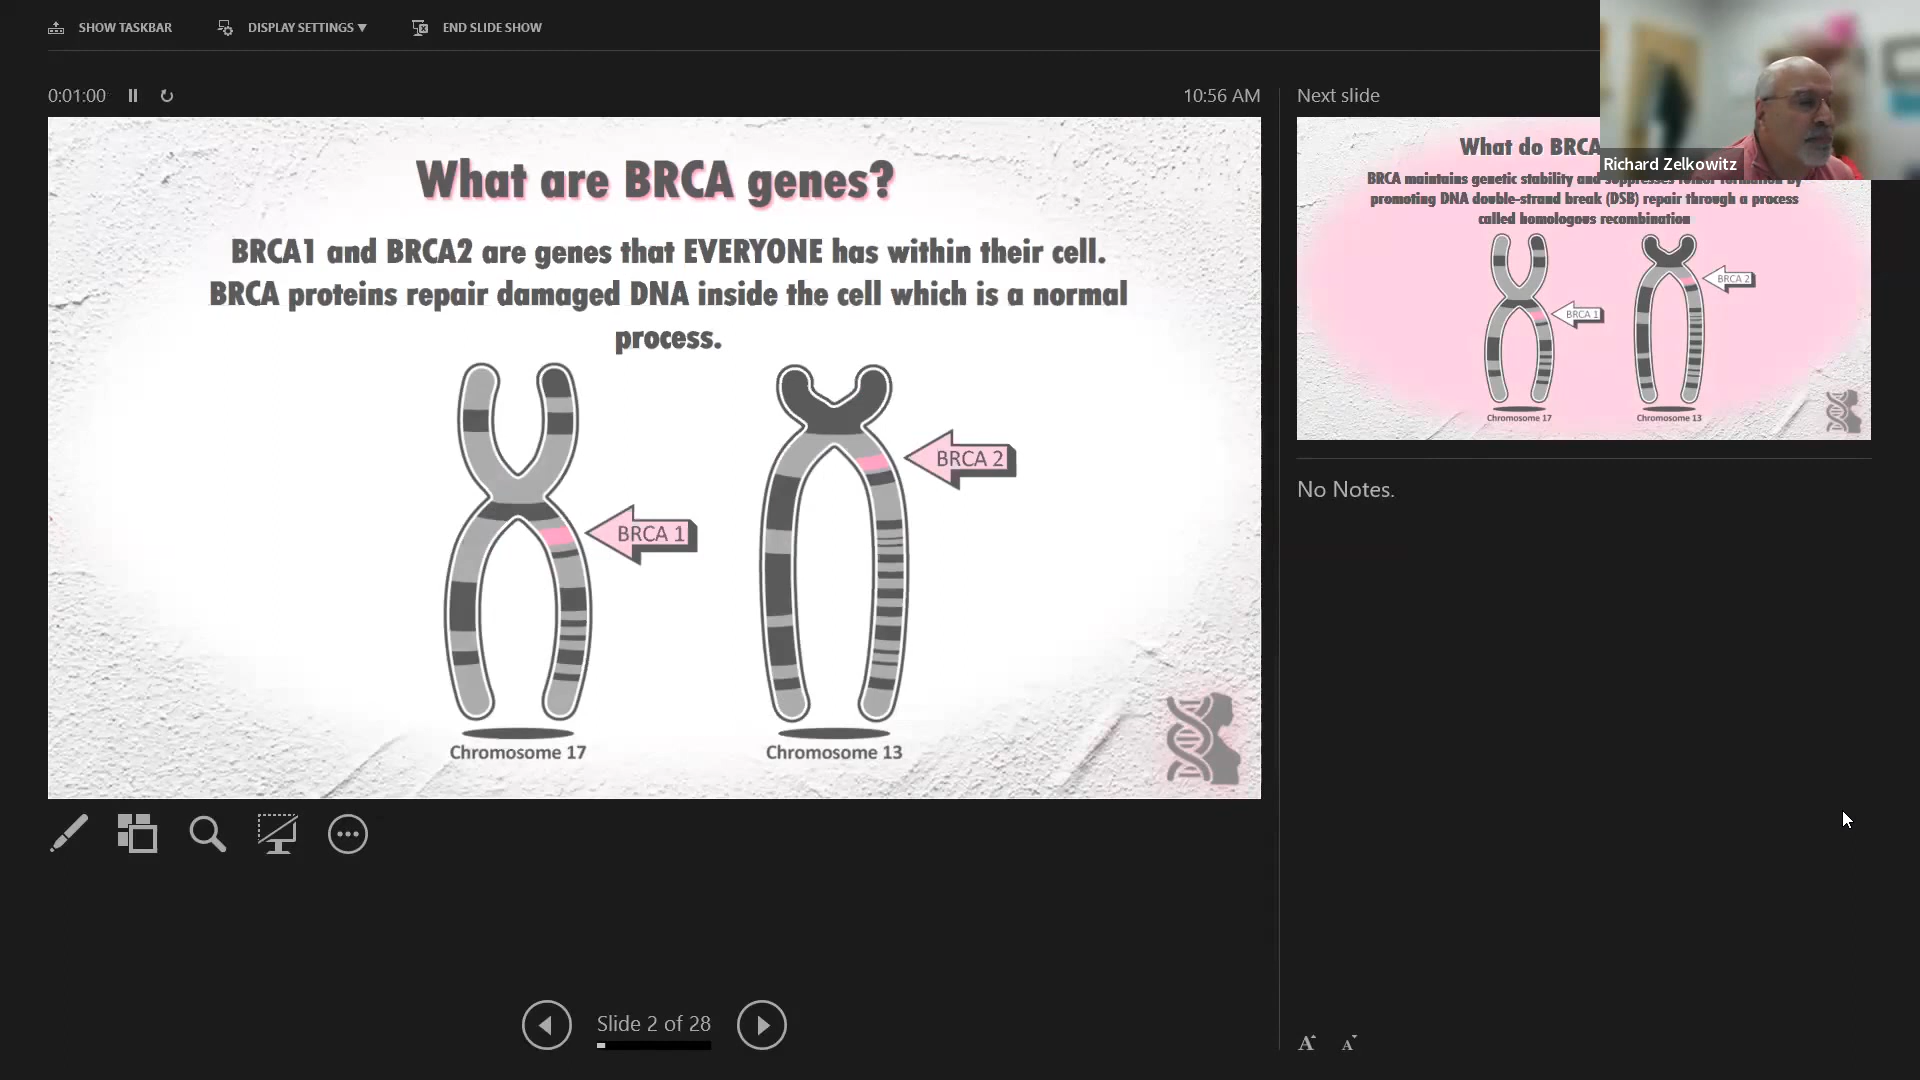 SHOW TASKBAR
DISPLAY SETTINGS ▼
END SLIDE SHOW
0:01:00
10:56 AM
Next slide
What are BRCA genes?
BRCA1 and BRCA2 are genes that EVERYONE has within their cell.
BRCA proteins repair damaged DNA inside the cell which is a normal
process.
BRCA 1
BRCA 2
Chromosome 17
Chromosome 13
What do BRCA
Richard Zelkowitz
BRCA maintains genetic stability and
promoting DNA double-strand break (DSB) repair through a process
called homologous recombination
BRCA 1
BRCA 2
Chromosome 17
Chromosome 13
No Notes.
Slide 2 of 28
A
A